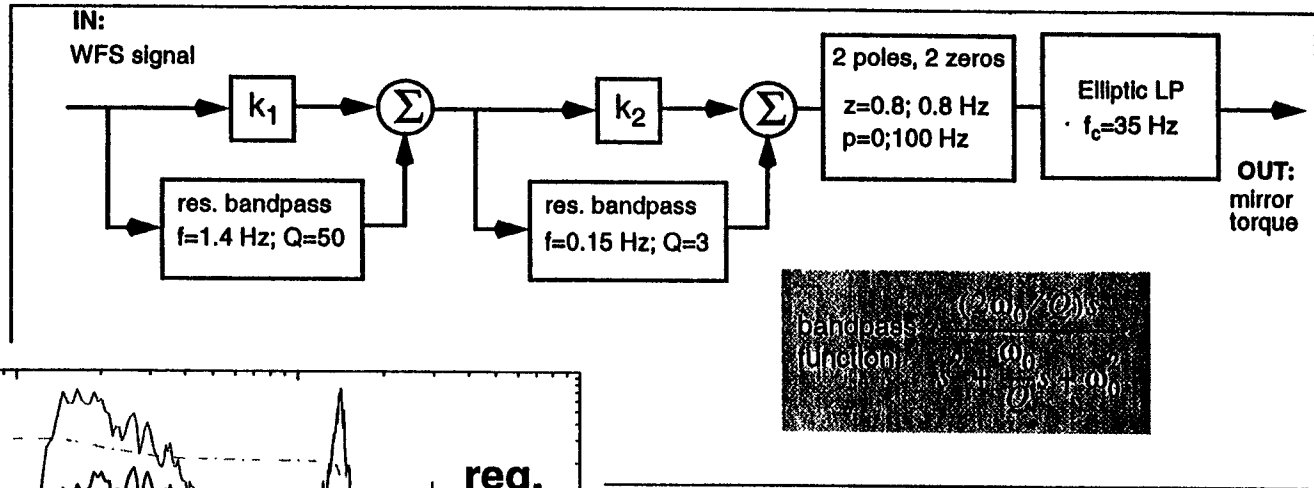 IN:
WFS signal
k1
Σ
res. bandpass
f=1.4 Hz; Q=50
k2
Σ
res. bandpass
f=0.15 Hz; Q=3
2 poles, 2 zeros
z=0.8; 0.8 Hz
p=0;100 Hz
Elliptic LP
fc=35 Hz
OUT:
mirror
torque
bandpass
function
req.